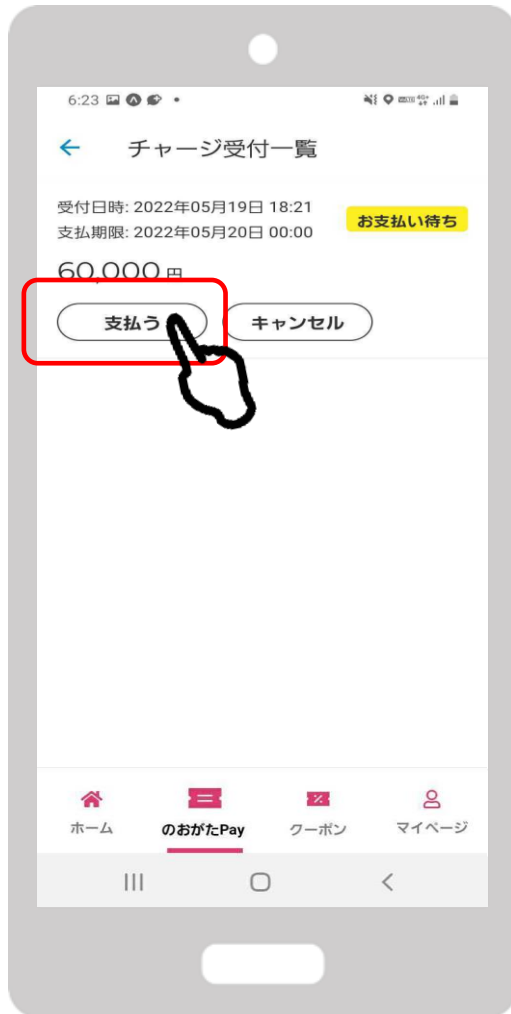 6:23
チャージ受付一覧
受付日時: 2022年05月19日 18:21
支払期限: 2022年05月20日 00:00
お支払い待ち
60,000 円
支払う
キャンセル
ホーム
のおがたPay
クーポン
マイページ